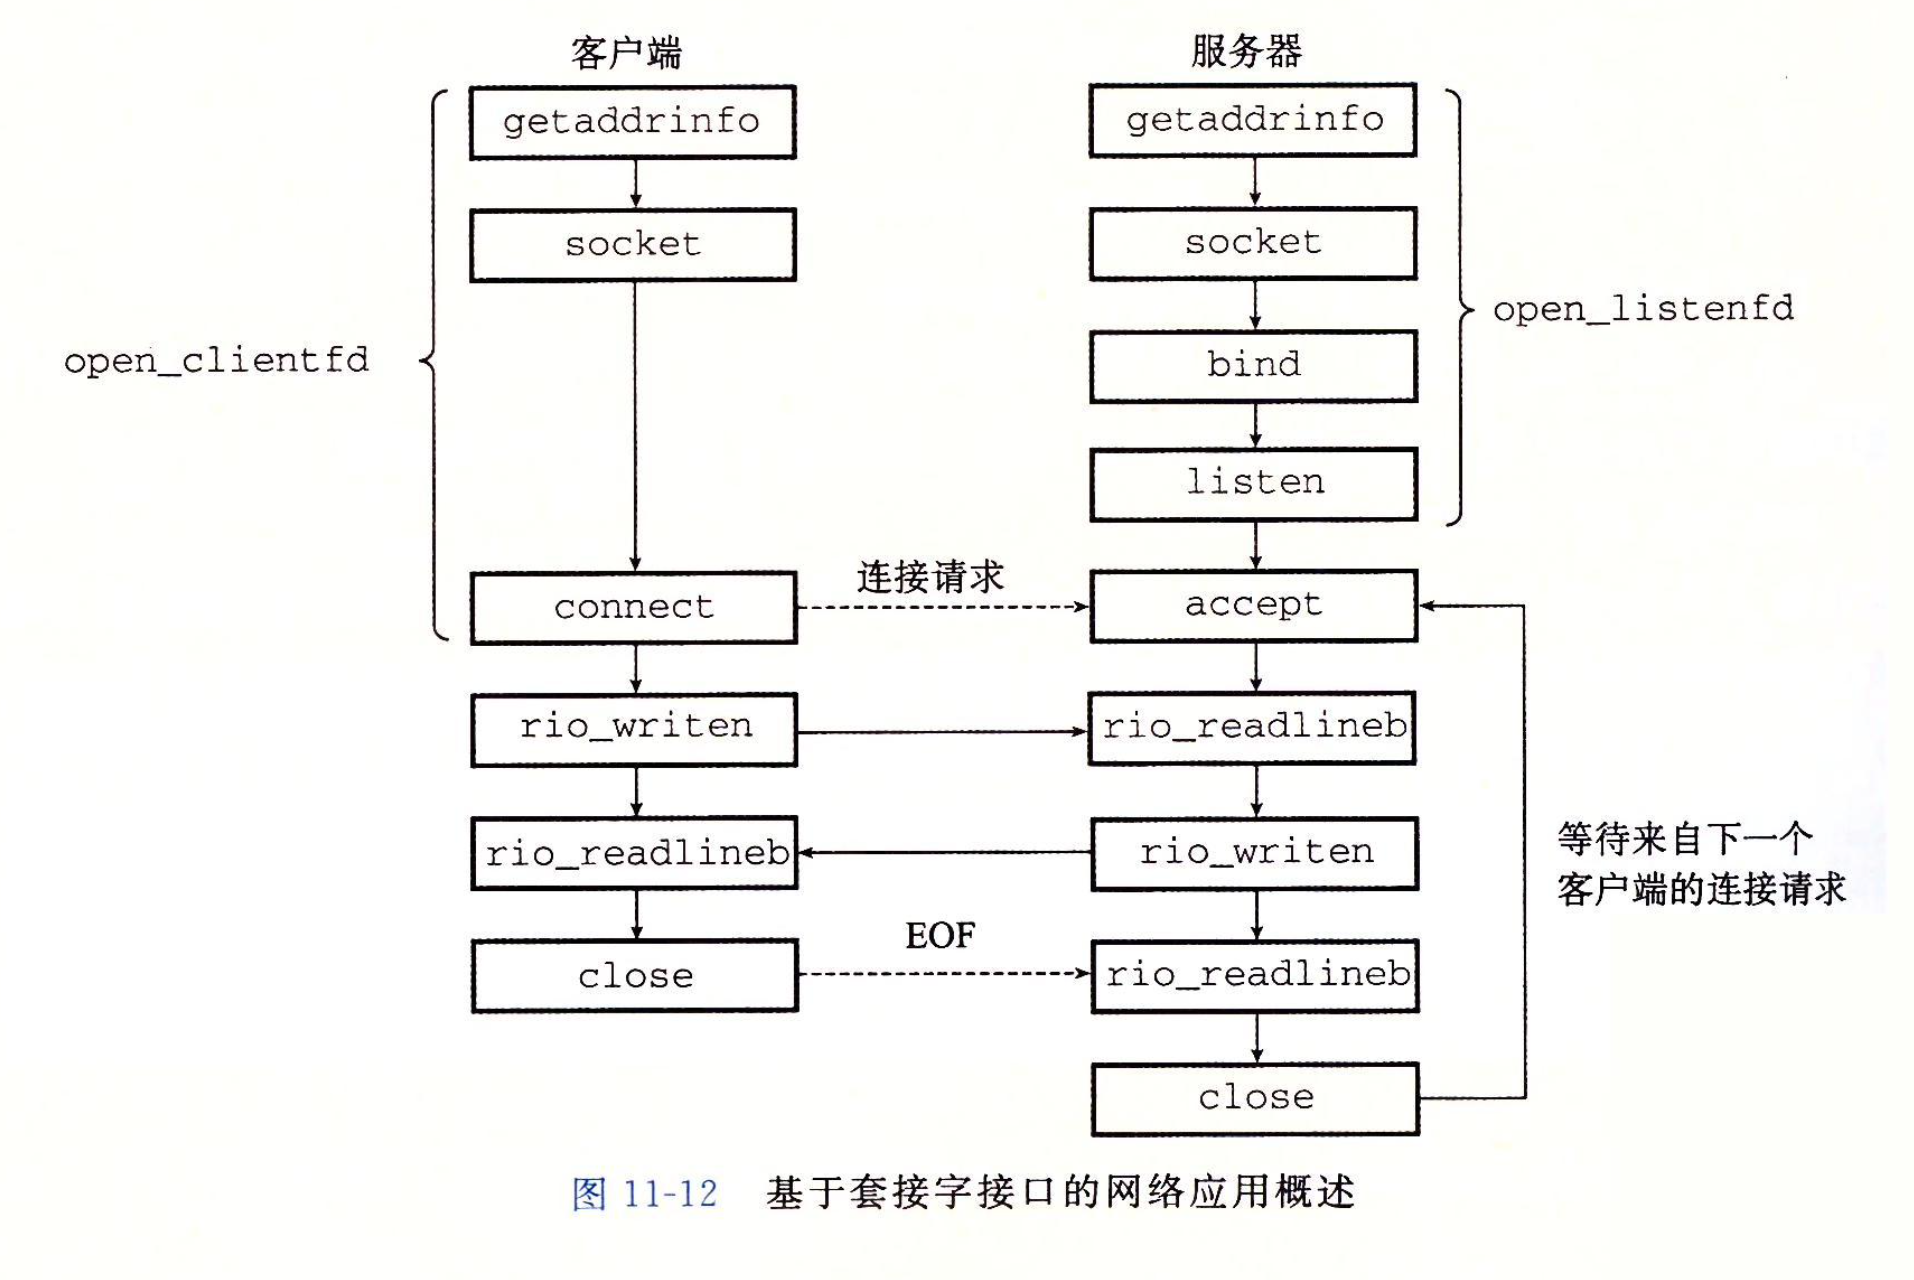 客户端
服务器
getaddrinfo
getaddrinfo
socket
socket
open_listenfd
open_clientfd
bind
listen
连接请求
connect
accept
rio_writen
rio_readlineb
rio_readlineb
rio_writen
等待来自下一个
客户端的连接请求
EOF
close
rio_readlineb
close
图 11-12 基于套接字接口的网络应用概述